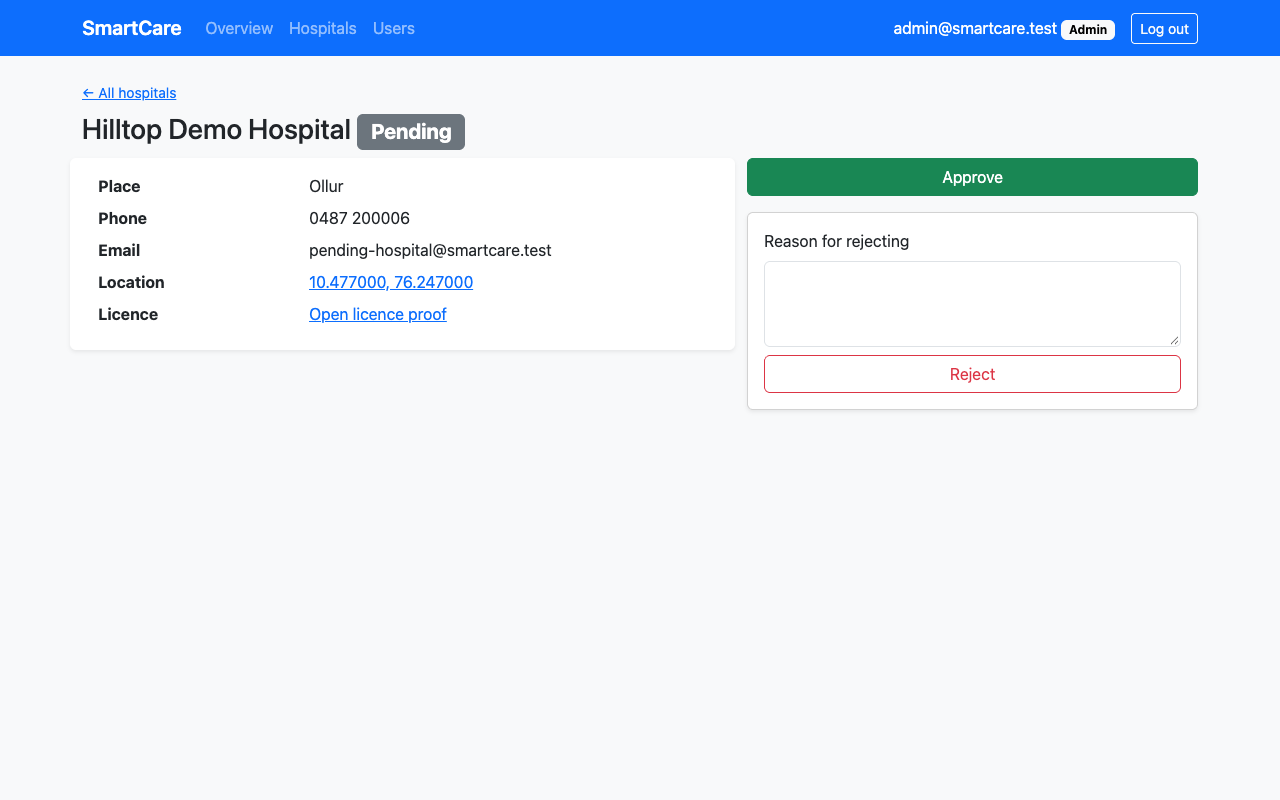 SmartCare Overview Hospitals Users admin@smartcare.test Admin Log out
← All hospitals
Hilltop Demo Hospital Pending
Place Ollur
Phone 0487 200006
Email pending-hospital@smartcare.test
Location 10.477000, 76.247000
Licence Open licence proof
Approve
Reason for rejecting
Reject